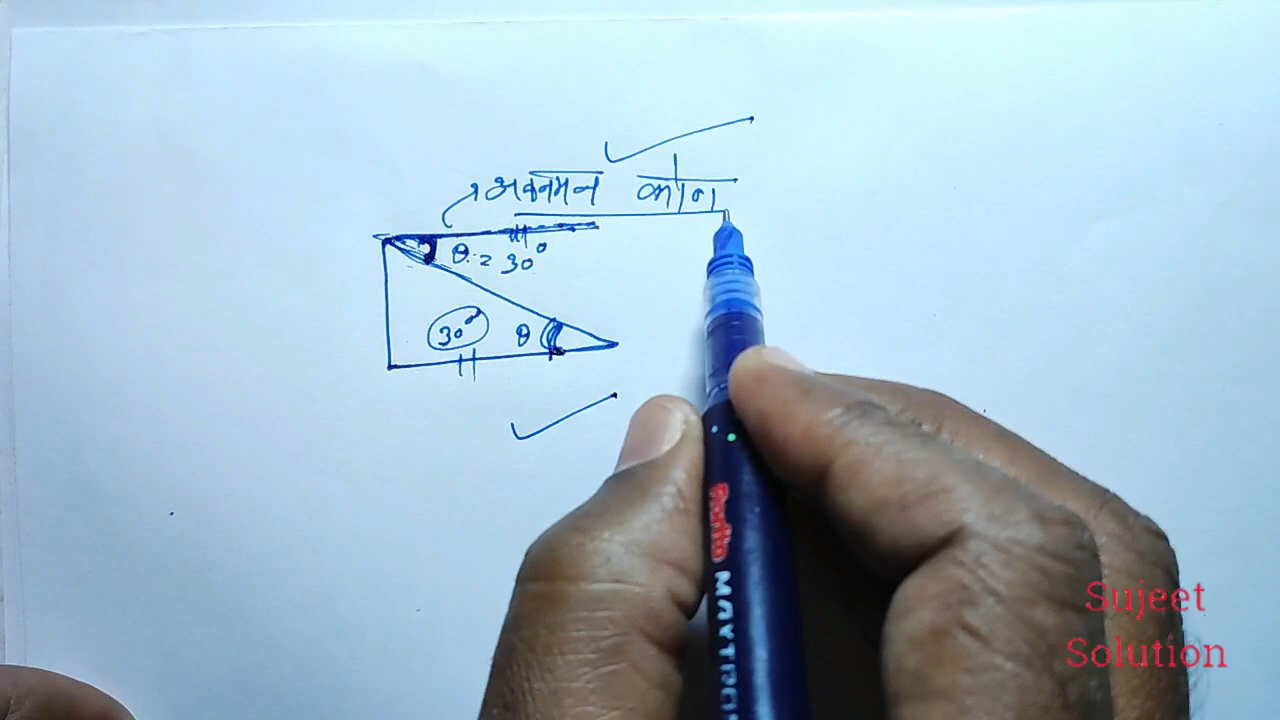 अवनमन कोण
θ = 30°
30° θ
Sujeet
Solution